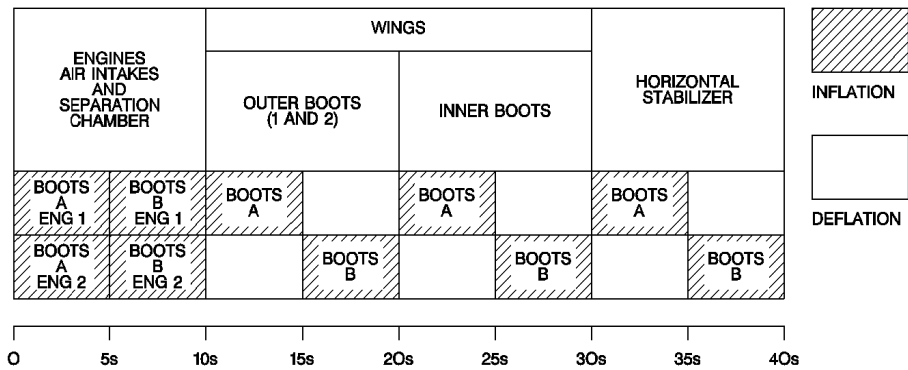 ENGINES
AIR INTAKES
AND
SEPARATION
CHAMBER
WINGS
OUTER BOOTS
(1 AND 2)
INNER BOOTS
HORIZONTAL
STABILIZER
INFLATION
DEFLATION
BOOTS
A
ENG 1
BOOTS
B
ENG 1
BOOTS
A
BOOTS
A
BOOTS
A
BOOTS
A
ENG 2
BOOTS
B
ENG 2
BOOTS
B
BOOTS
B
BOOTS
B
0 5s 10s 15s 20s 25s 30s 35s 40s